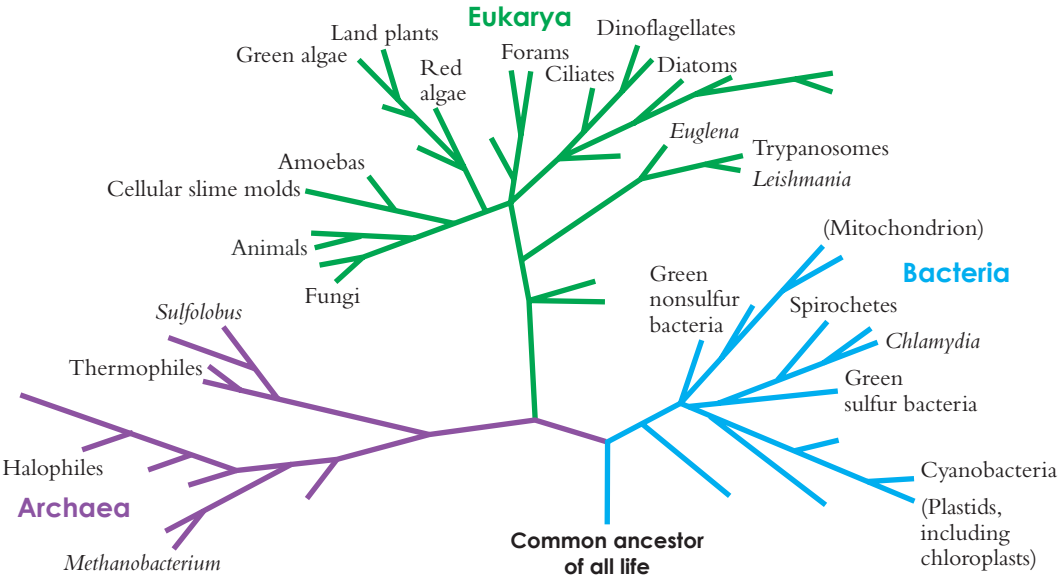 Eukarya
Dinoflagellates
Land plants
Green algae
Forams
Red
algae
Ciliates
Diatoms
Euglena
Trypanosomes
Leishmania
Amoebas
Cellular slime molds
Animals
Fungi
(Mitochondrion)
Bacteria
Green
nonsulfur
bacteria
Spirochetes
Chlamydia
Green
sulfur bacteria
Sulfolobus
Thermophiles
Halophiles
Archaea
Methanobacterium
Cyanobacteria
(Plastids,
including
chloroplasts)
Common ancestor
of all life